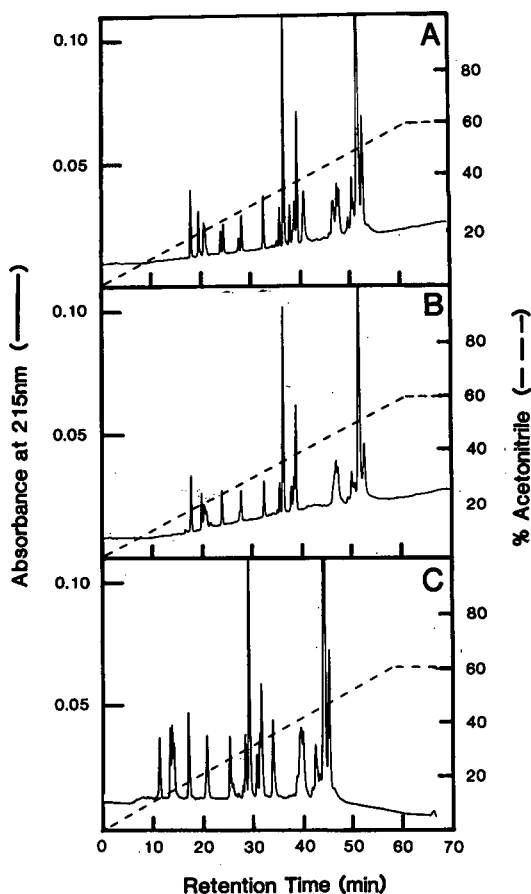 0.10
A
80
60
0.05
40
20
0.10
B
80
60
0.05
40
20
0.10
C
80
60
0.05
40
20
0 10 20 30 40 50 60 70
Retention Time (min)
Absorbance at 215nm (——)
% Acetonitrile (– – –)